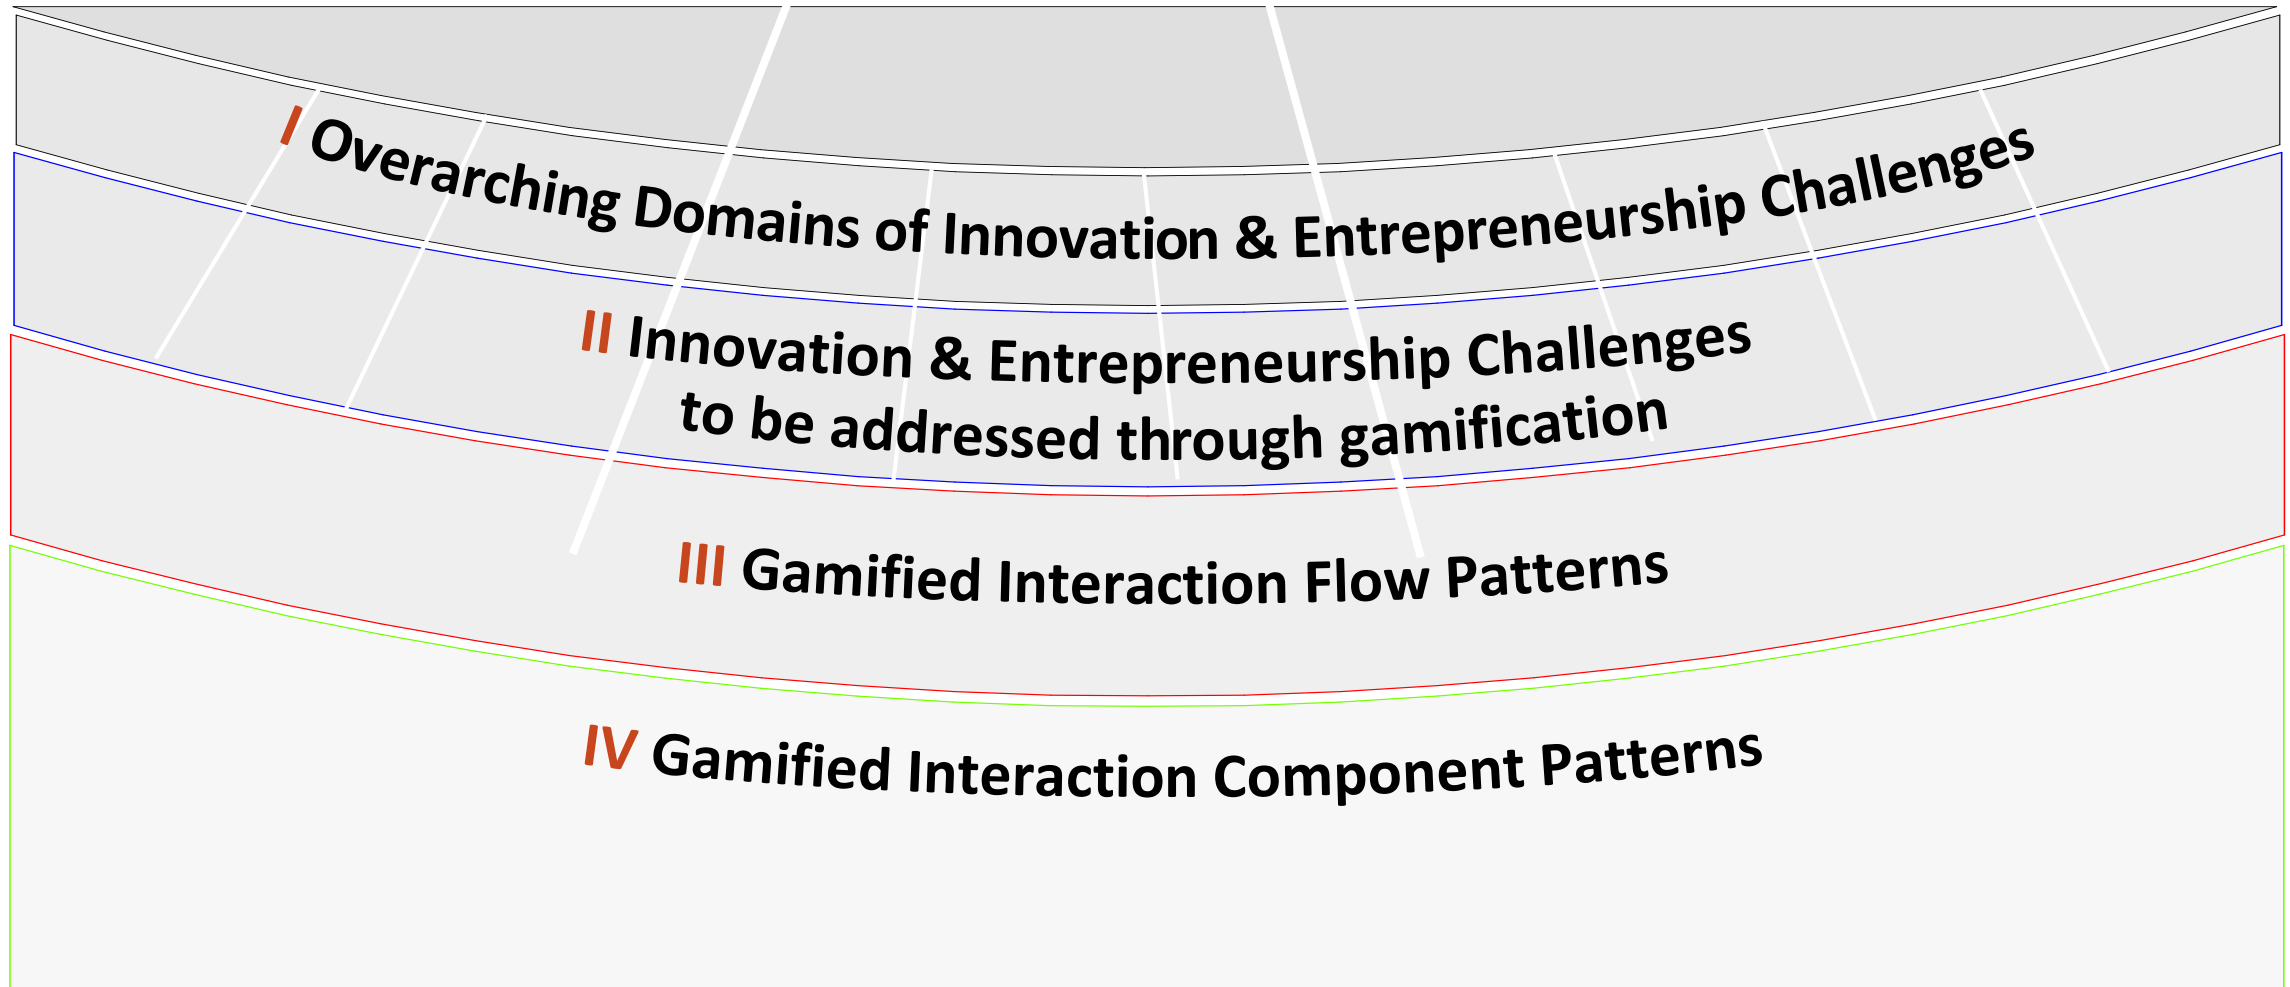 I Overarching Domains of Innovation & Entrepreneurship Challenges
II Innovation & Entrepreneurship Challenges
to be addressed through gamification
III Gamified Interaction Flow Patterns
IV Gamified Interaction Component Patterns